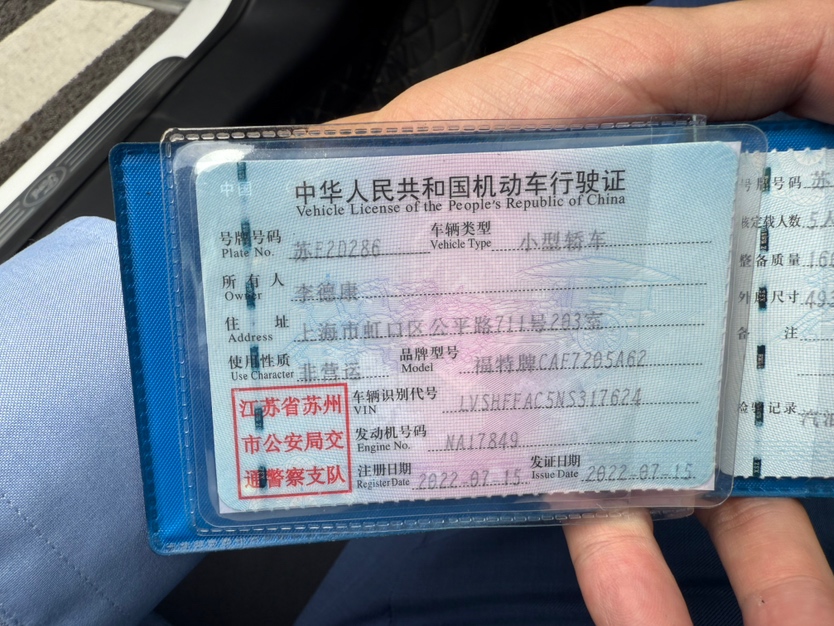 中国
中华人民共和国机动车行驶证
Vehicle License of the People's Republic of China
号牌号码 Plate No. 苏E2D286 车辆类型 Vehicle Type 小型轿车
所有人 Owner 李德康
住址 Address 上海市虹口区公平路711号203室
使用性质 Use Character 非营运 品牌型号 Model 福特牌CAF7205A62
车辆识别代号 VIN LVSHFFAC5NS317624
发动机号码 Engine No. NA17849
注册日期 Register Date 2022.07.15 发证日期 Issue Date 2022.07.15
江苏省苏州
市公安局交
通警察支队
号牌号码 苏
核定载人数 5人
整备质量
外廓尺寸
备注
检验记录